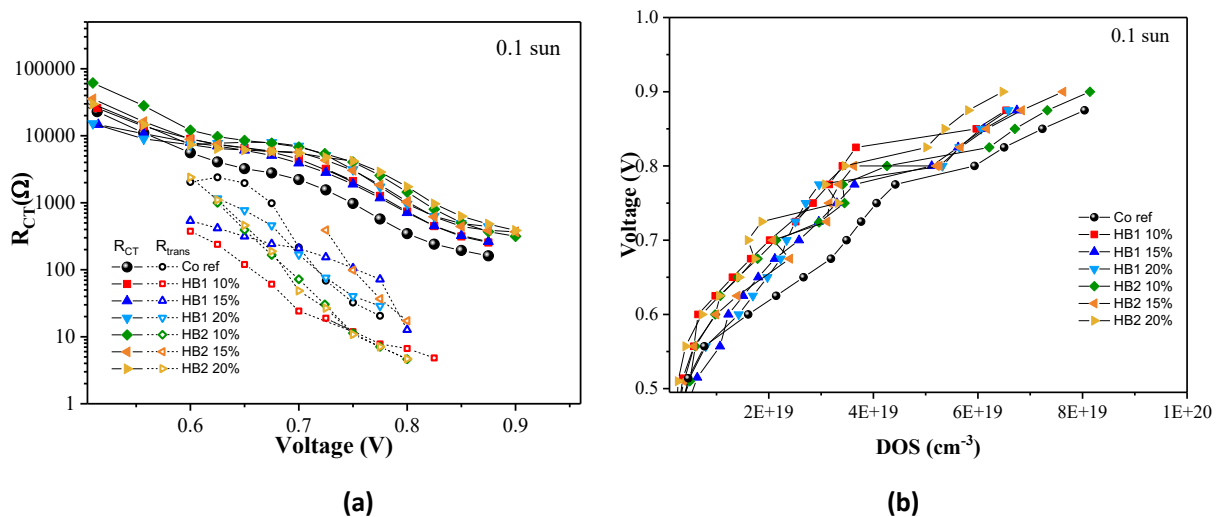 0.1 sun
100000
10000
1000
100
10
1
R_CT(Ω)
R_CT R_trans
Co ref
HB1 10%
HB1 15%
HB1 20%
HB2 10%
HB2 15%
HB2 20%
0.6 0.7 0.8 0.9
Voltage (V)
(a)
0.1 sun
1.0
0.9
0.8
0.7
0.6
0.5
Voltage (V)
Co ref
HB1 10%
HB1 15%
HB1 20%
HB2 10%
HB2 15%
HB2 20%
2E+19 4E+19 6E+19 8E+19 1E+20
DOS (cm⁻³)
(b)